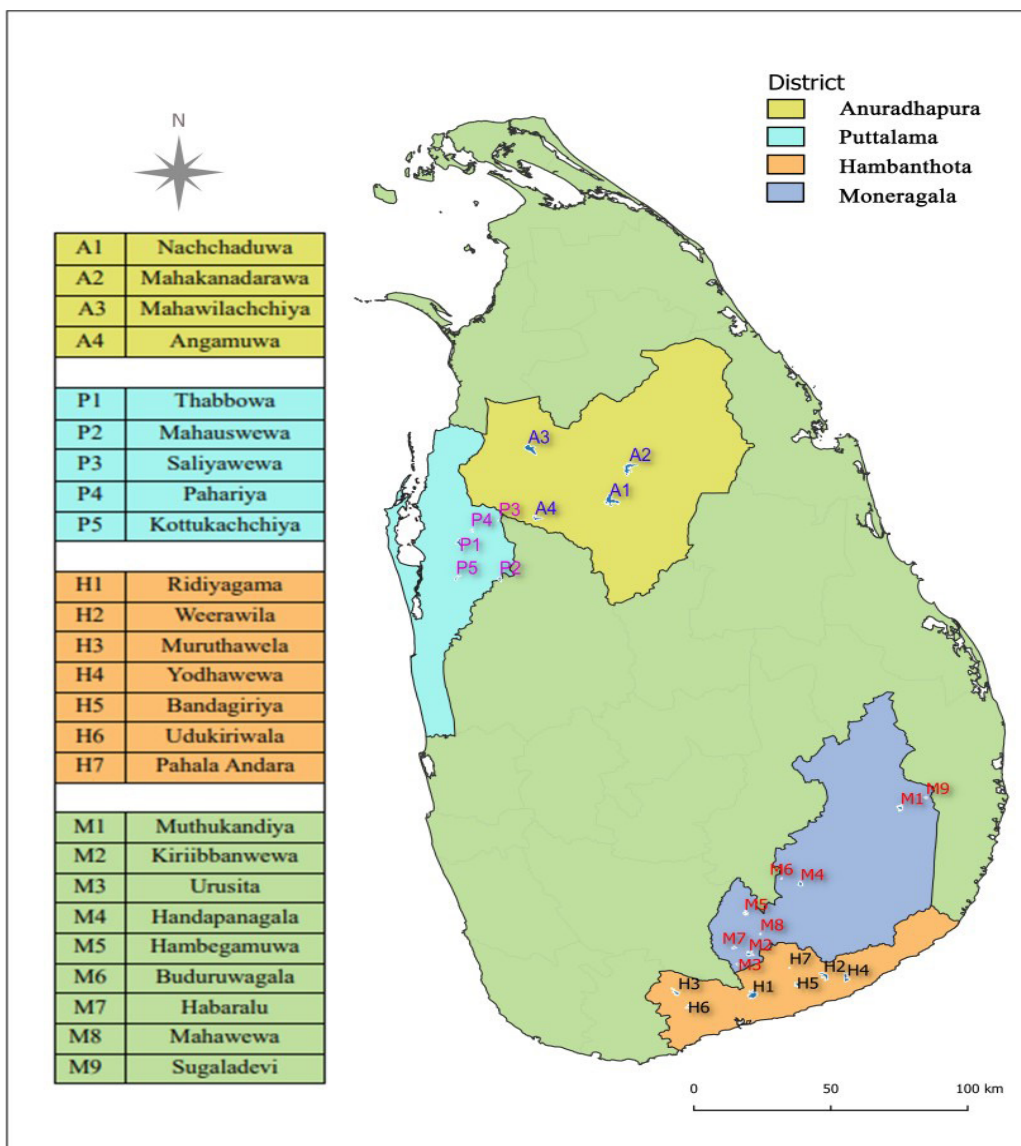 District
Anuradhapura
Puttalama
Hambanthota
Moneragala
N
A1 Nachchaduwa
A2 Mahakanadarawa
A3 Mahawilachchiya
A4 Angamuwa
P1 Thabbowa
P2 Mahauswewa
P3 Saliyawewa
P4 Pahariya
P5 Kottukachchiya
H1 Ridiyagama
H2 Weerawila
H3 Muruthawela
H4 Yodhawewa
H5 Bandagiriya
H6 Udukiriwala
H7 Pahala Andara
M1 Muthukandiya
M2 Kiriibbanwewa
M3 Urusita
M4 Handapanagala
M5 Hambegamuwa
M6 Buduruwagala
M7 Habaralu
M8 Mahawewa
M9 Sugaladevi
A3
A2
A1
P3 A4
P4
P1
P5 P2
M9
M1
M6 M4
M5
M8
M7 M2
M3 H7
H2 H4
H3 H1 H5
H6
0 50 100 km